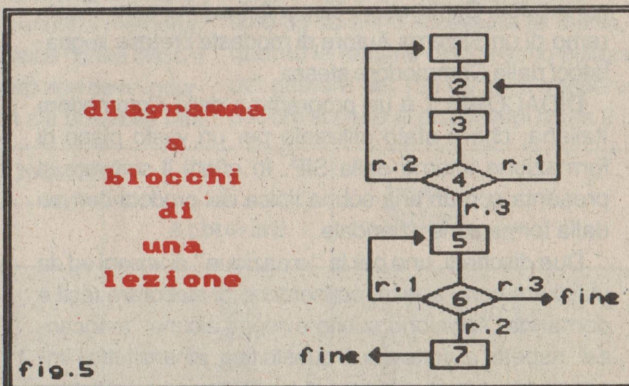 diagramma
a
blocchi
di
una
lezione
1
2
3
r.2 4 r.1
r.3
5
r.1 6 r.3 fine
r.2
fine 7
fig.5